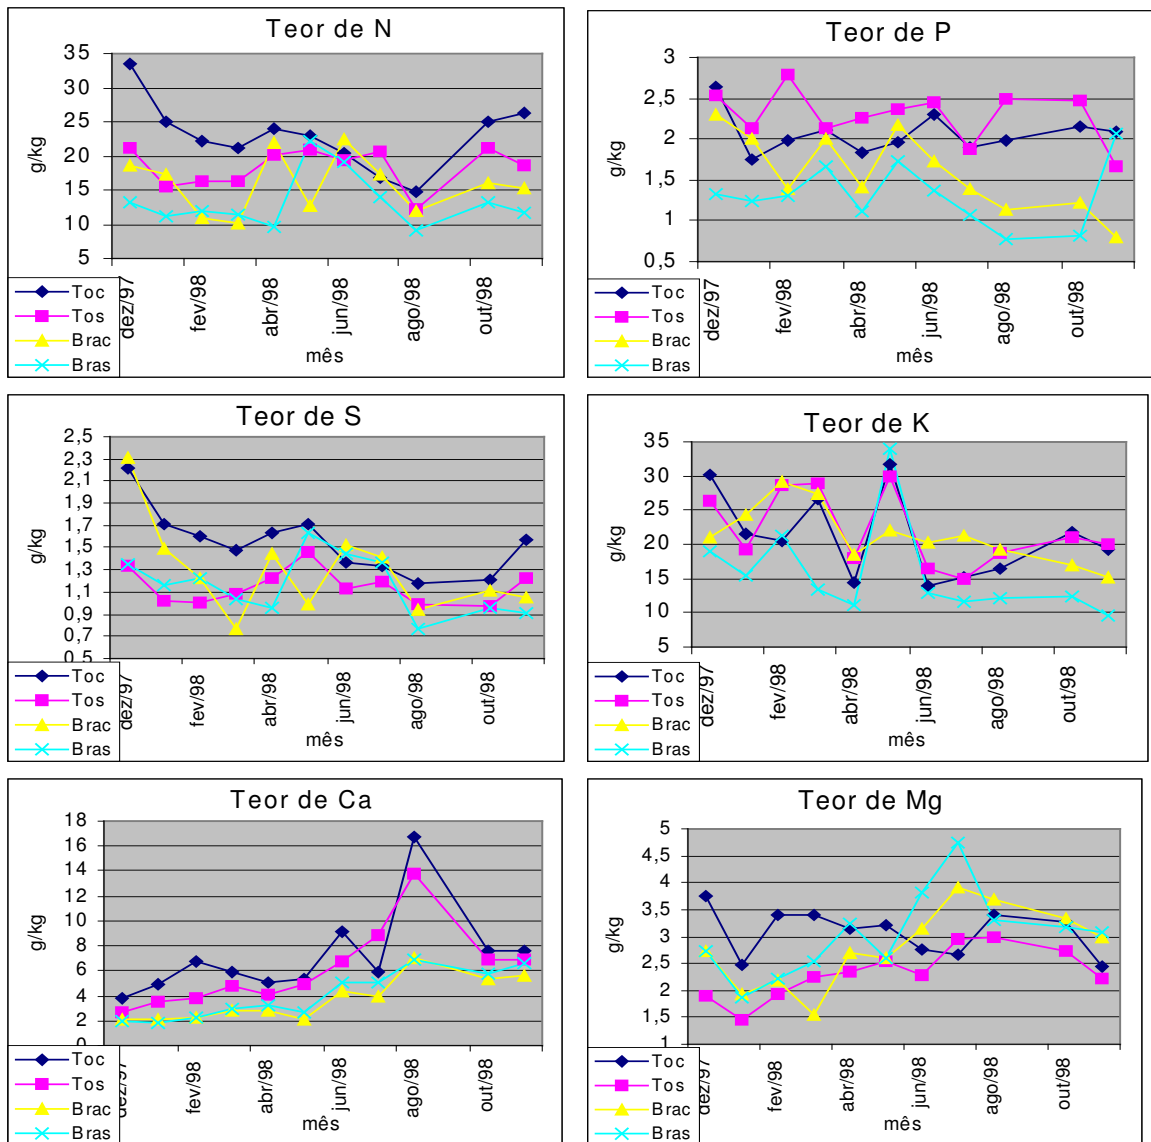 Teor de N
35
30
25
20
15
10
5
g/kg
dez/97
fev/98
abr/98
jun/98
ago/98
out/98
mês
Toc
Tos
Brac
Bras
Teor de P
3
2,5
2
1,5
1
0,5
g/kg
dez/97
fev/98
abr/98
jun/98
ago/98
out/98
mês
Toc
Tos
Brac
Bras
Teor de S
2,5
2,3
2,1
1,9
1,7
1,5
1,3
1,1
0,9
0,7
0,5
g/kg
dez/97
fev/98
abr/98
jun/98
ago/98
out/98
mês
Toc
Tos
Brac
Bras
Teor de K
35
30
25
20
15
10
5
g/kg
dez/97
fev/98
abr/98
jun/98
ago/98
out/98
mês
Toc
Tos
Brac
Bras
Teor de Ca
18
16
14
12
10
8
6
4
2
0
g/kg
dez/97
fev/98
abr/98
jun/98
ago/98
out/98
mês
Toc
Tos
Brac
Bras
Teor de Mg
5
4,5
4
3,5
3
2,5
2
1,5
1
g/kg
dez/97
fev/98
abr/98
jun/98
ago/98
out/98
mês
Toc
Tos
Brac
Bras